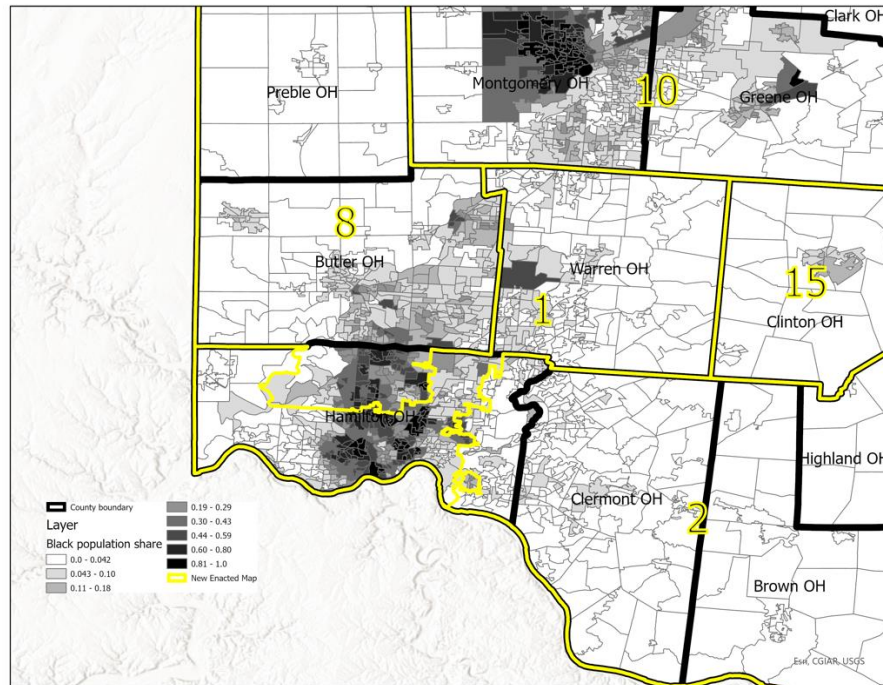 Clark OH
Preble OH
Montgomery OH
10
Greene OH
8
Butler OH
Warren OH
1
15
Clinton OH
Hamilton OH
Highland OH
Clermont OH
2
Brown OH
County boundary
Layer
Black population share
0.0 - 0.042
0.043 - 0.10
0.11 - 0.18
0.19 - 0.29
0.30 - 0.43
0.44 - 0.59
0.60 - 0.80
0.81 - 1.0
New Enacted Map
Esri, CGIAR, USGS